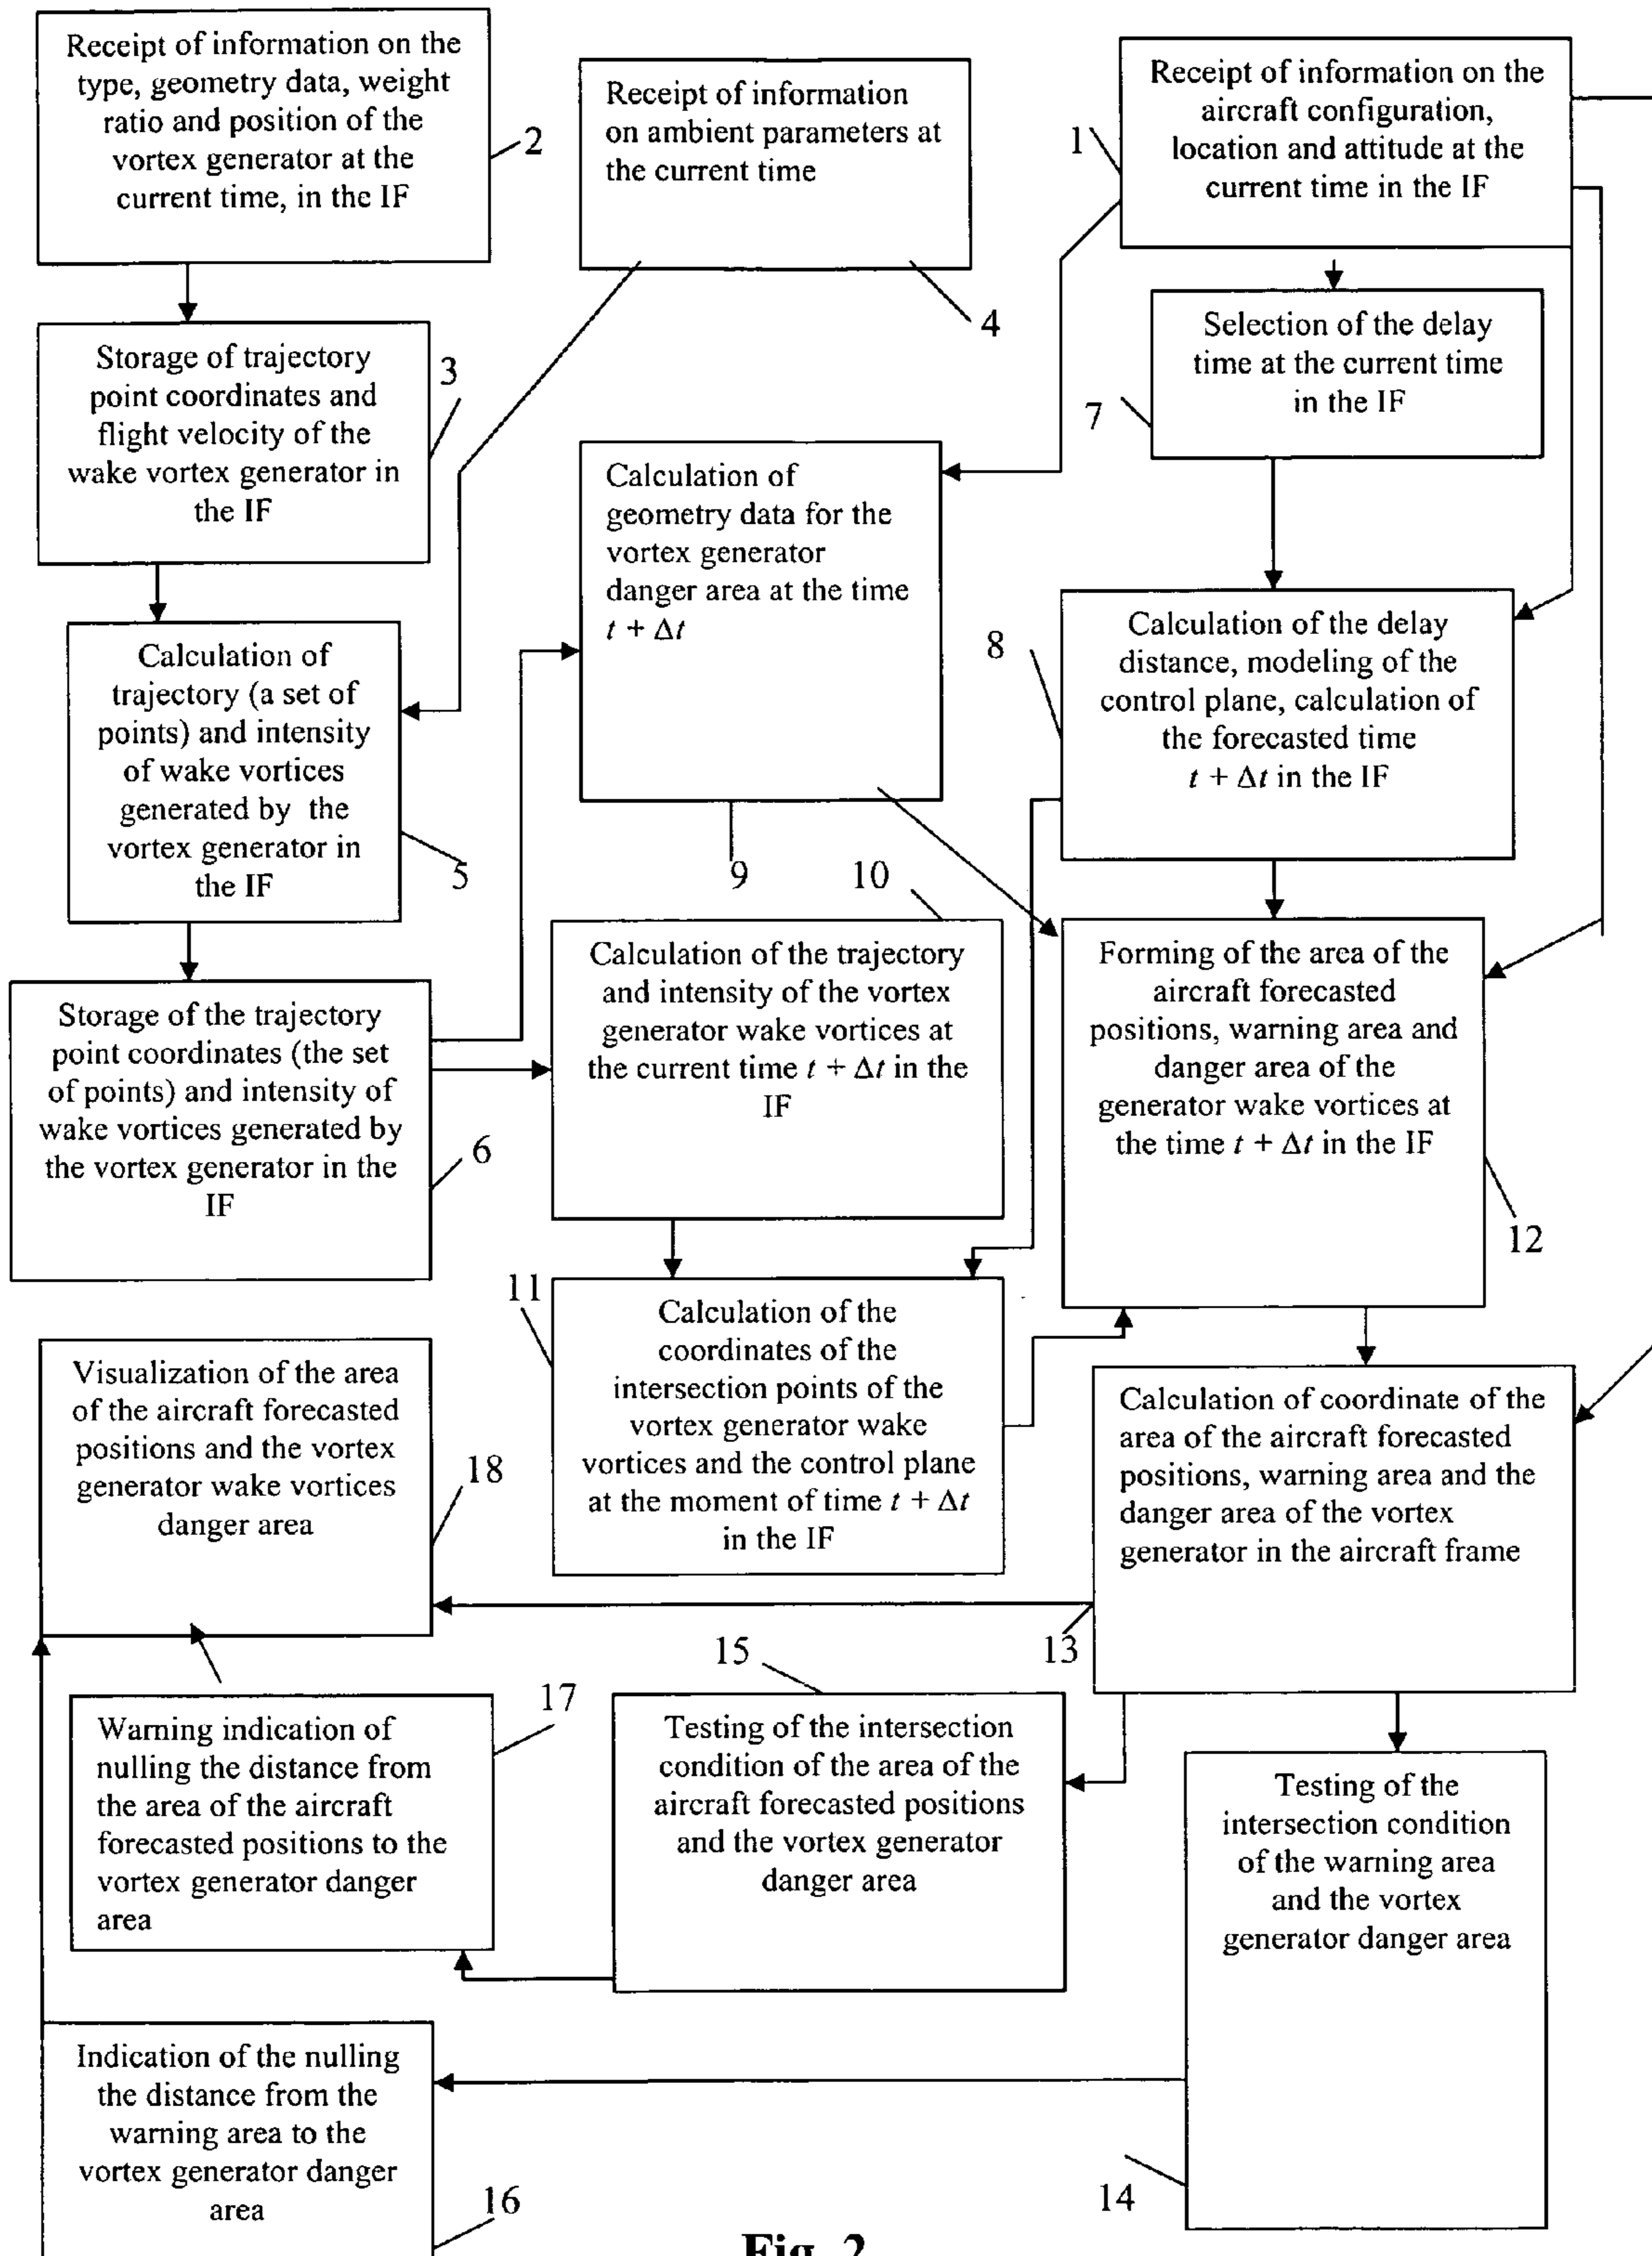 Receipt of information on the
type, geometry data, weight
ratio and position of the
vortex generator at the
current time, in the IF
2
Receipt of information
on ambient parameters at
the current time
4
Receipt of information on the
aircraft configuration,
location and attitude at the
current time in the IF
1
Storage of trajectory
point coordinates and
flight velocity of the
wake vortex generator in
the IF
3
Selection of the delay
time at the current time
in the IF
7
Calculation of
geometry data for the
vortex generator
danger area at the time
t + Δt
9
Calculation of
trajectory (a set of
points) and intensity
of wake vortices
generated by the
vortex generator in
the IF
5
Calculation of the delay
distance, modeling of the
control plane, calculation of
the forecasted time
t + Δt in the IF
8
Storage of the trajectory
point coordinates (the set
of points) and intensity of
wake vortices generated by
the vortex generator in the
IF
6
Calculation of the trajectory
and intensity of the vortex
generator wake vortices at
the current time t + Δt in the
IF
10
Forming of the area of the
aircraft forecasted
positions, warning area and
danger area of the
generator wake vortices at
the time t + Δt in the IF
12
Calculation of the
coordinates of the
intersection points of the
vortex generator wake
vortices and the control plane
at the moment of time t + Δt
in the IF
11
Visualization of the area
of the aircraft forecasted
positions and the vortex
generator wake vortices
danger area
18
Calculation of coordinate of the
area of the aircraft forecasted
positions, warning area and the
danger area of the vortex
generator in the aircraft frame
13
Warning indication of
nulling the distance from
the area of the aircraft
forecasted positions to the
vortex generator danger
area
17
Testing of the intersection
condition of the area of the
aircraft forecasted positions
and the vortex generator
danger area
15
Testing of the
intersection condition
of the warning area
and the vortex
generator danger area
14
Indication of the nulling
the distance from the
warning area to the
vortex generator danger
area
16
Fig. 2